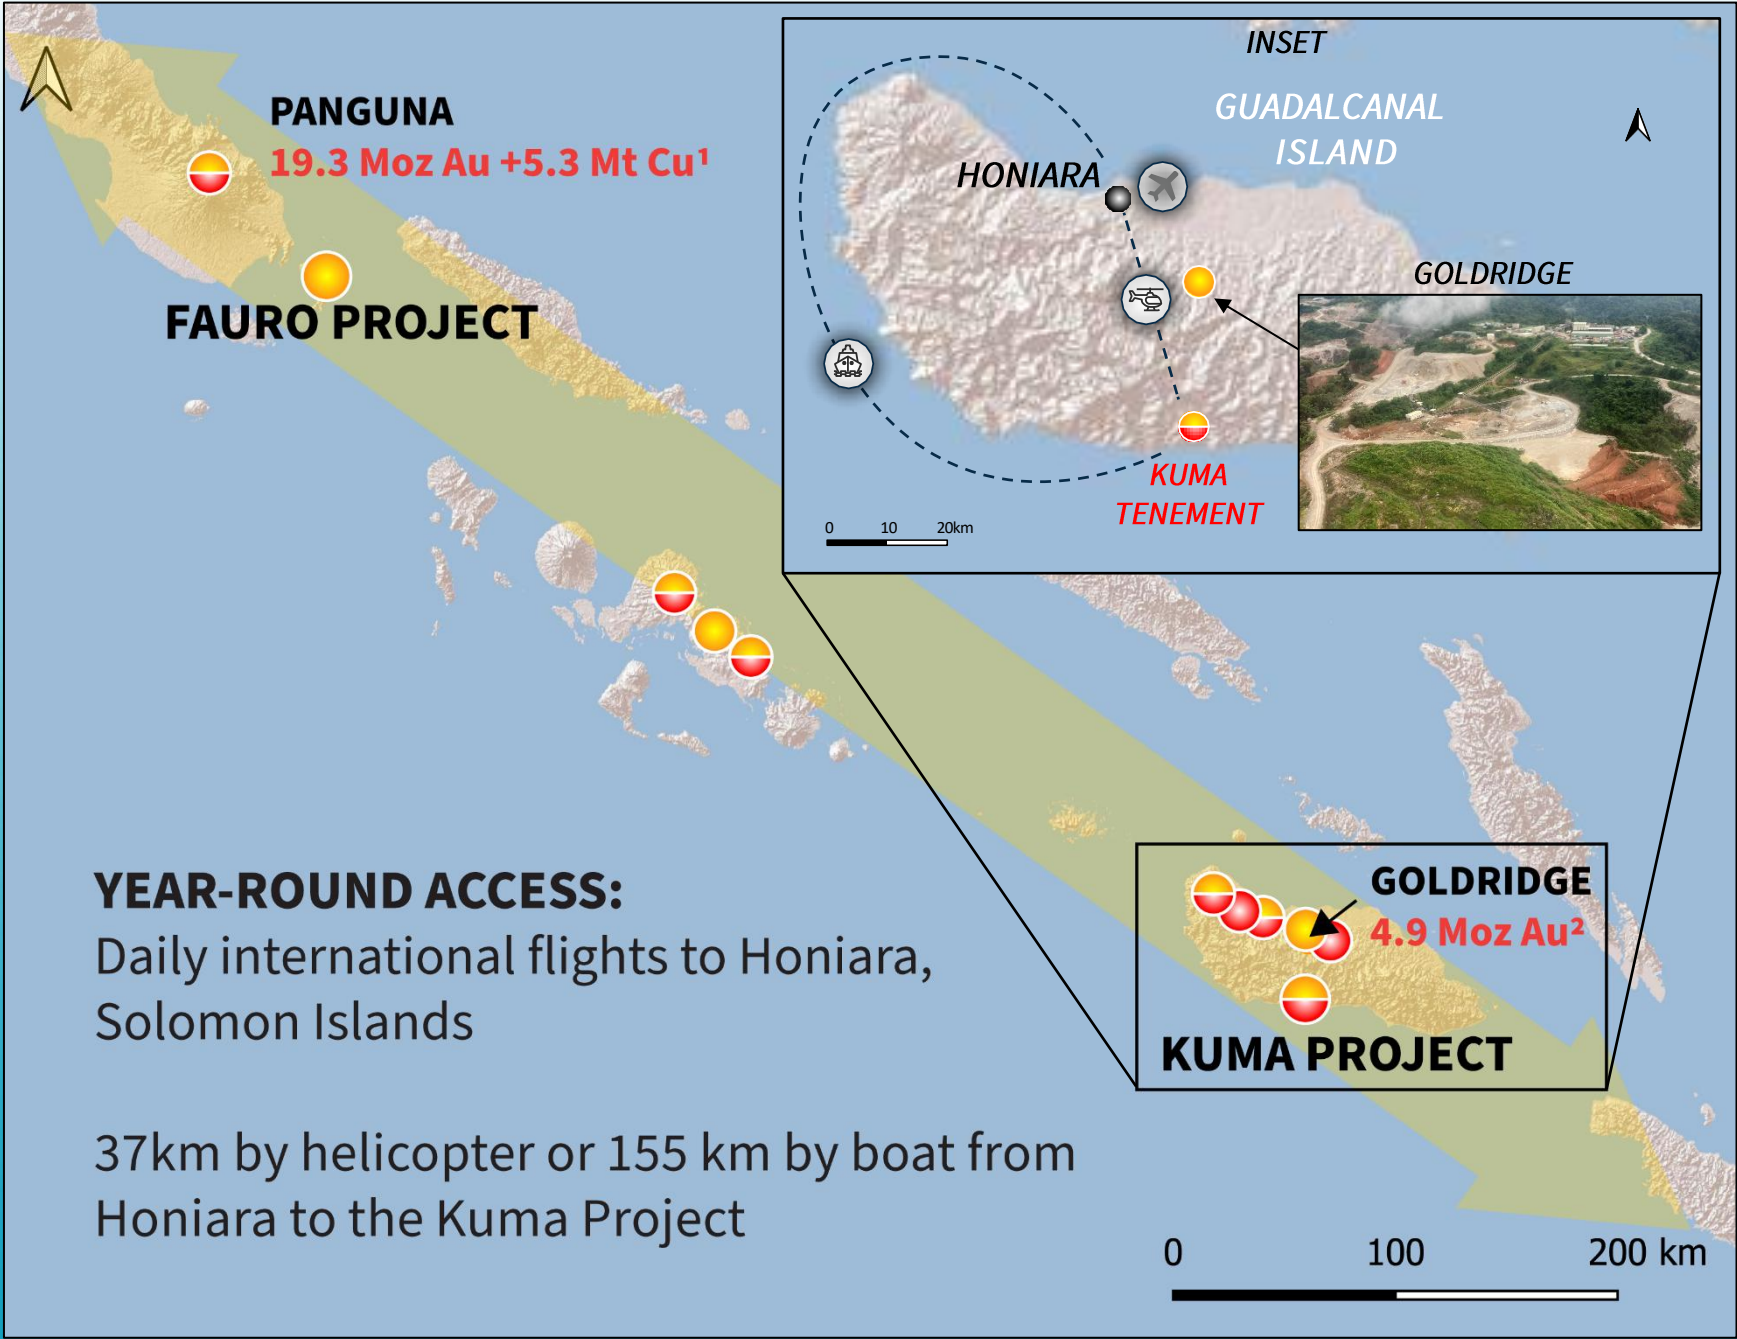 PANGUNA
19.3 Moz Au +5.3 Mt Cu¹
FAURO PROJECT
INSET
GUADALCANAL
ISLAND
HONIARA
GOLDRIDGE
KUMA
TENEMENT
0 10 20km
GOLDRIDGE
4.9 Moz Au²
KUMA PROJECT
YEAR-ROUND ACCESS:
Daily international flights to Honiara,
Solomon Islands
37km by helicopter or 155 km by boat from
Honiara to the Kuma Project
0 100 200 km